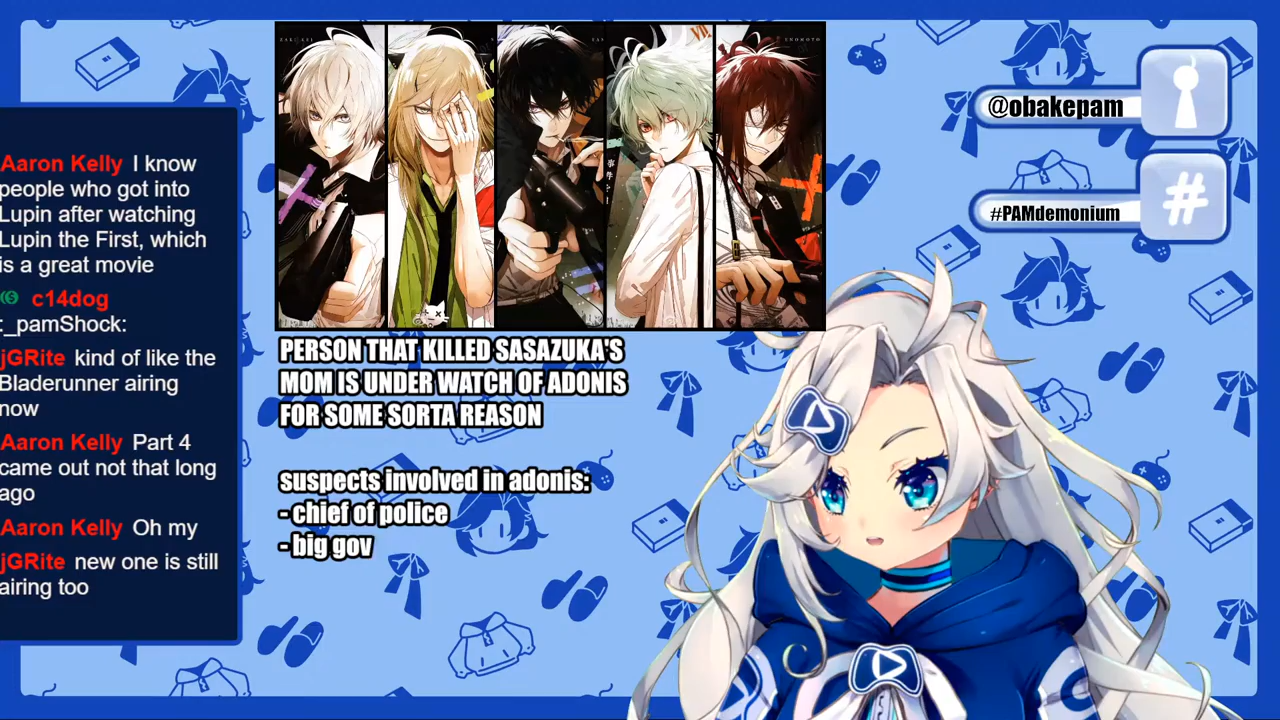 Aaron Kelly I know
people who got into
Lupin after watching
Lupin the First, which
is a great movie
c14dog
:_pamShock:
jGRite kind of like the
Bladerunner airing
now
Aaron Kelly Part 4
came out not that long
ago
Aaron Kelly Oh my
jGRite new one is still
airing too
PERSON THAT KILLED SASAZUKA'S
MOM IS UNDER WATCH OF ADONIS
FOR SOME SORTA REASON
suspects involved in adonis:
- chief of police
- big gov
@obakepam
#PAMdemonium
#